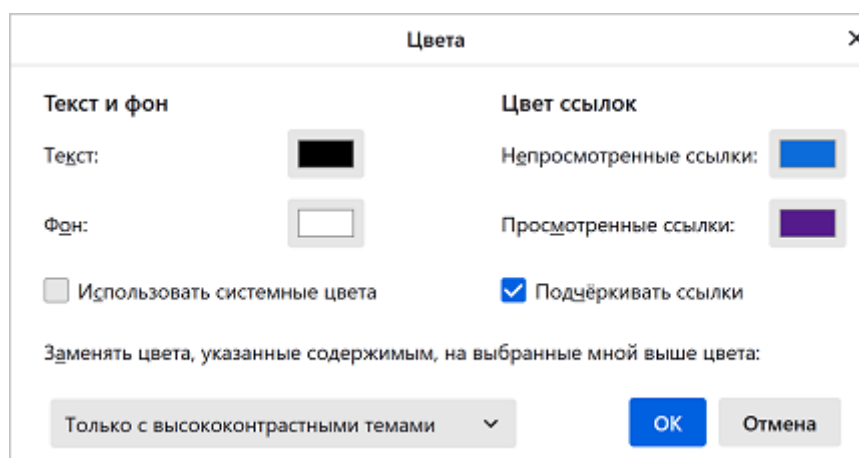 Цвета
Текст и фон
Цвет ссылок
Текст:
Непросмотренные ссылки:
Фон:
Просмотренные ссылки:
Использовать системные цвета
Подчёркивать ссылки
Заменять цвета, указанные содержимым, на выбранные мной выше цвета:
Только с высококонтрастными темами
ОК
Отмена